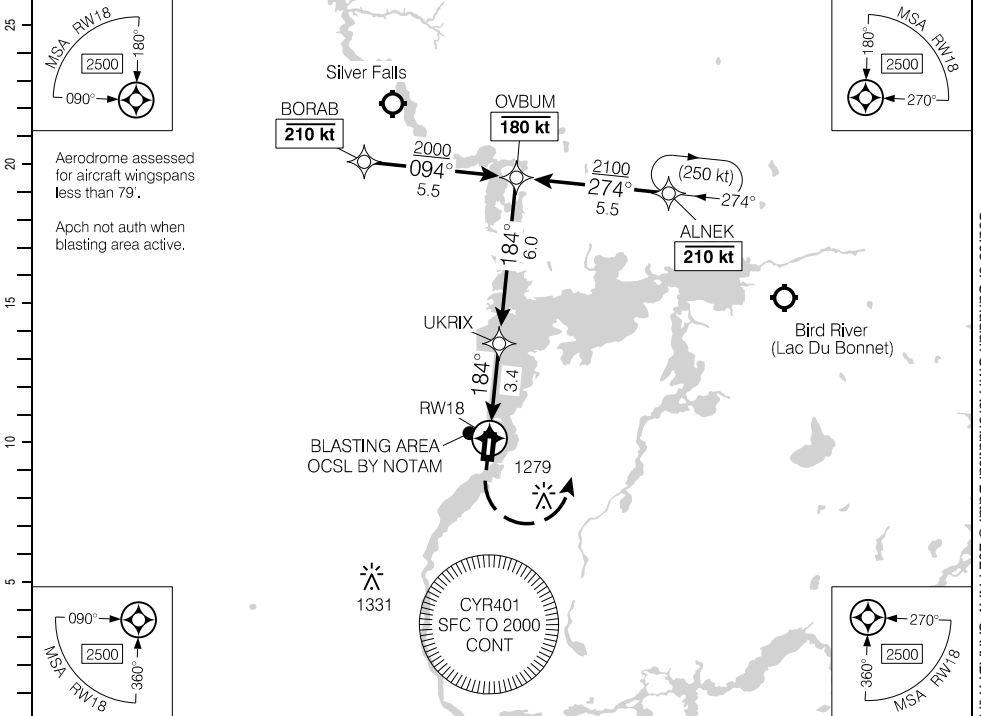 25
20
15
10
5
MSA RW18
180°
2500
090°
MSA RW18
180°
2500
270°
Silver Falls
BORAB
210 kt
OVBUM
180 kt
2000
094°
5.5
2100
274°
5.5
(250 kt)
274°
ALNEK
210 kt
Aerodrome assessed
for aircraft wingspans
less than 79'.
Apch not auth when
blasting area active.
184°
6.0
UKRIX
Bird River
(Lac Du Bonnet)
184°
3.4
RW18
BLASTING AREA
OCSL BY NOTAM
1279
1331
CYR401
SFC TO 2000
CONT
090°
2500
360°
MSA RW18
270°
2500
360°
MSA RW18